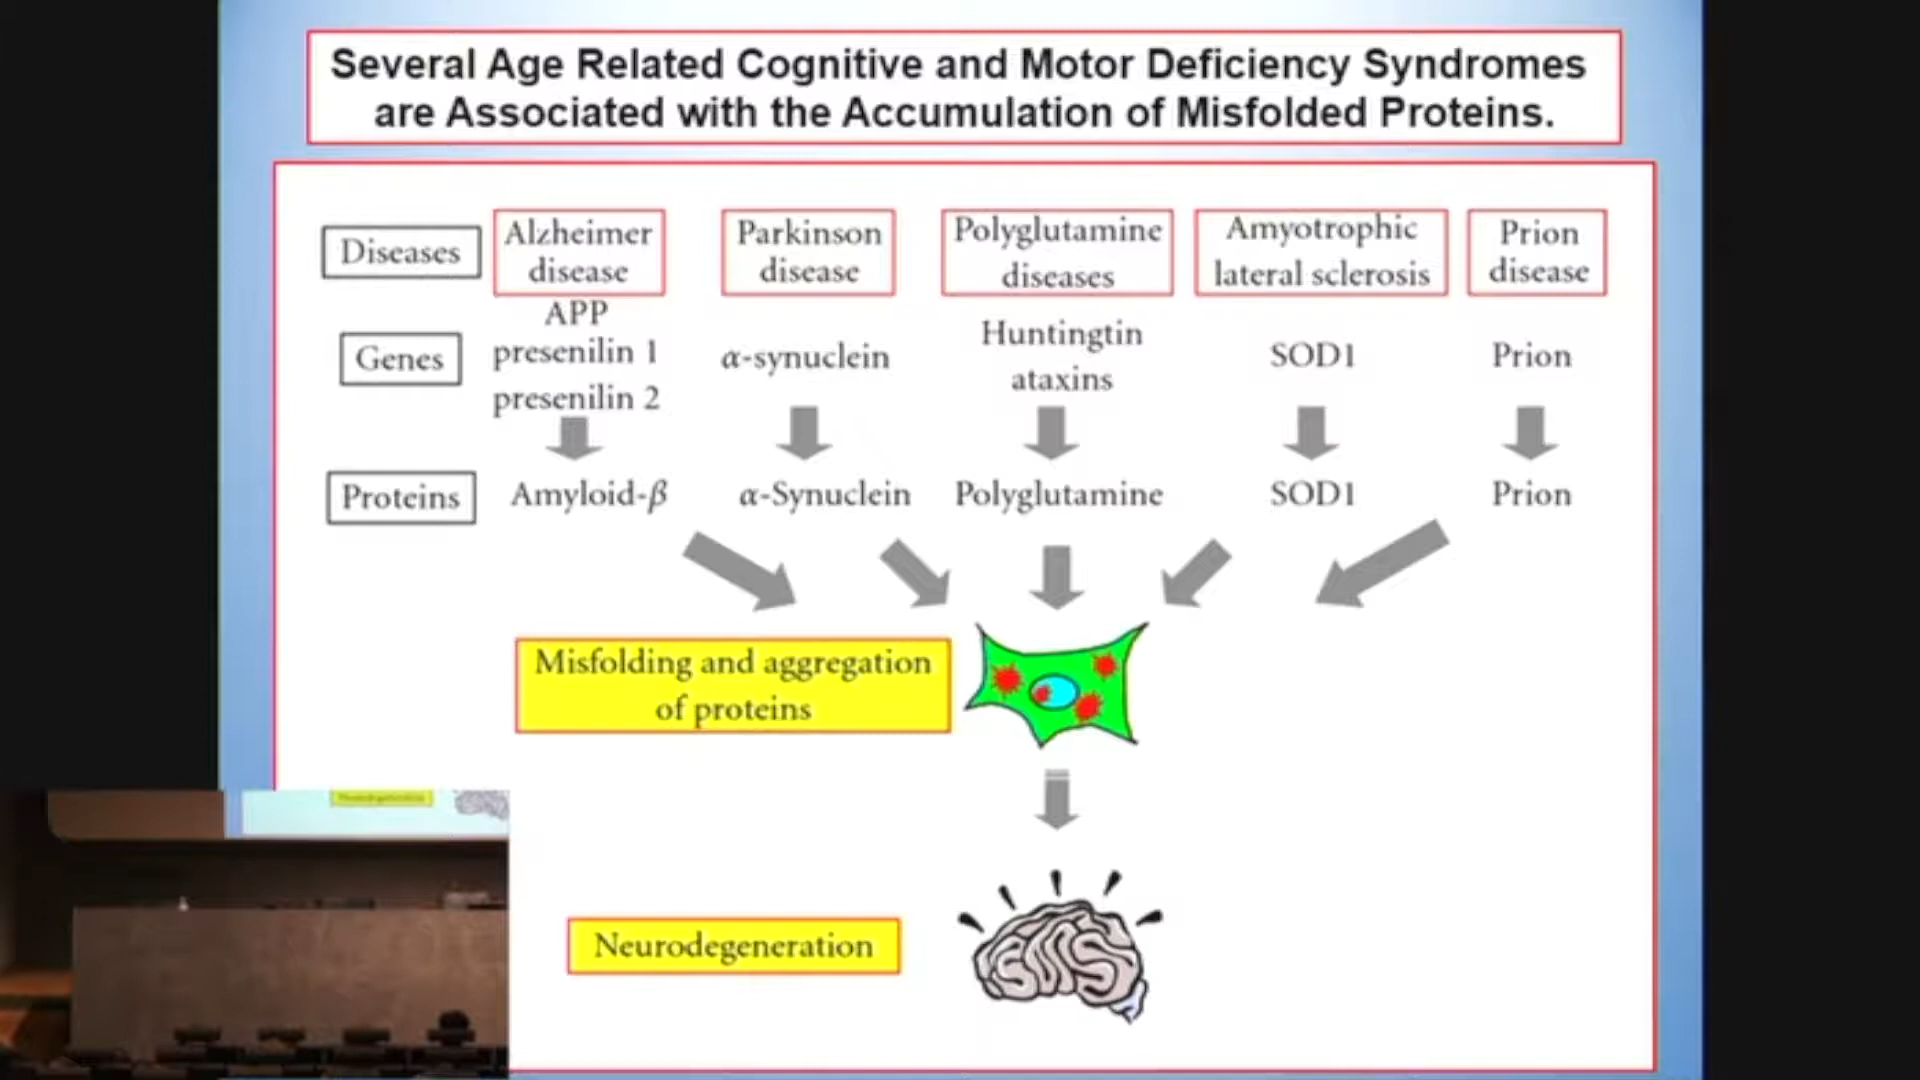 Several Age Related Cognitive and Motor Deficiency Syndromes
are Associated with the Accumulation of Misfolded Proteins.
Diseases
Alzheimer
disease
Parkinson
disease
Polyglutamine
diseases
Amyotrophic
lateral sclerosis
Prion
disease
Genes
APP
presenilin 1
presenilin 2
α-synuclein
Huntingtin
ataxins
SOD1
Prion
Proteins
Amyloid-β
α-Synuclein
Polyglutamine
SOD1
Prion
Misfolding and aggregation
of proteins
Neurodegeneration